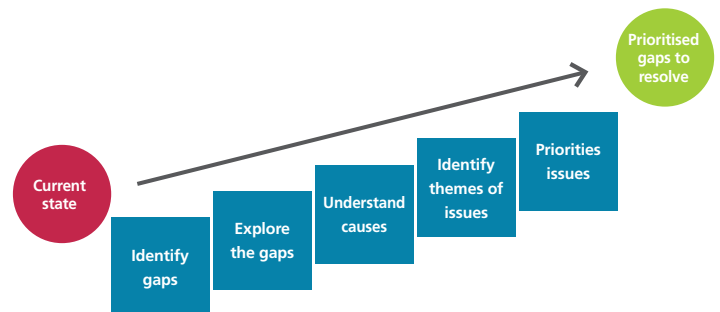 Current
state
Identify
gaps
Explore
the gaps
Understand
causes
Identify
themes of
issues
Priorities
issues
Prioritised
gaps to
resolve